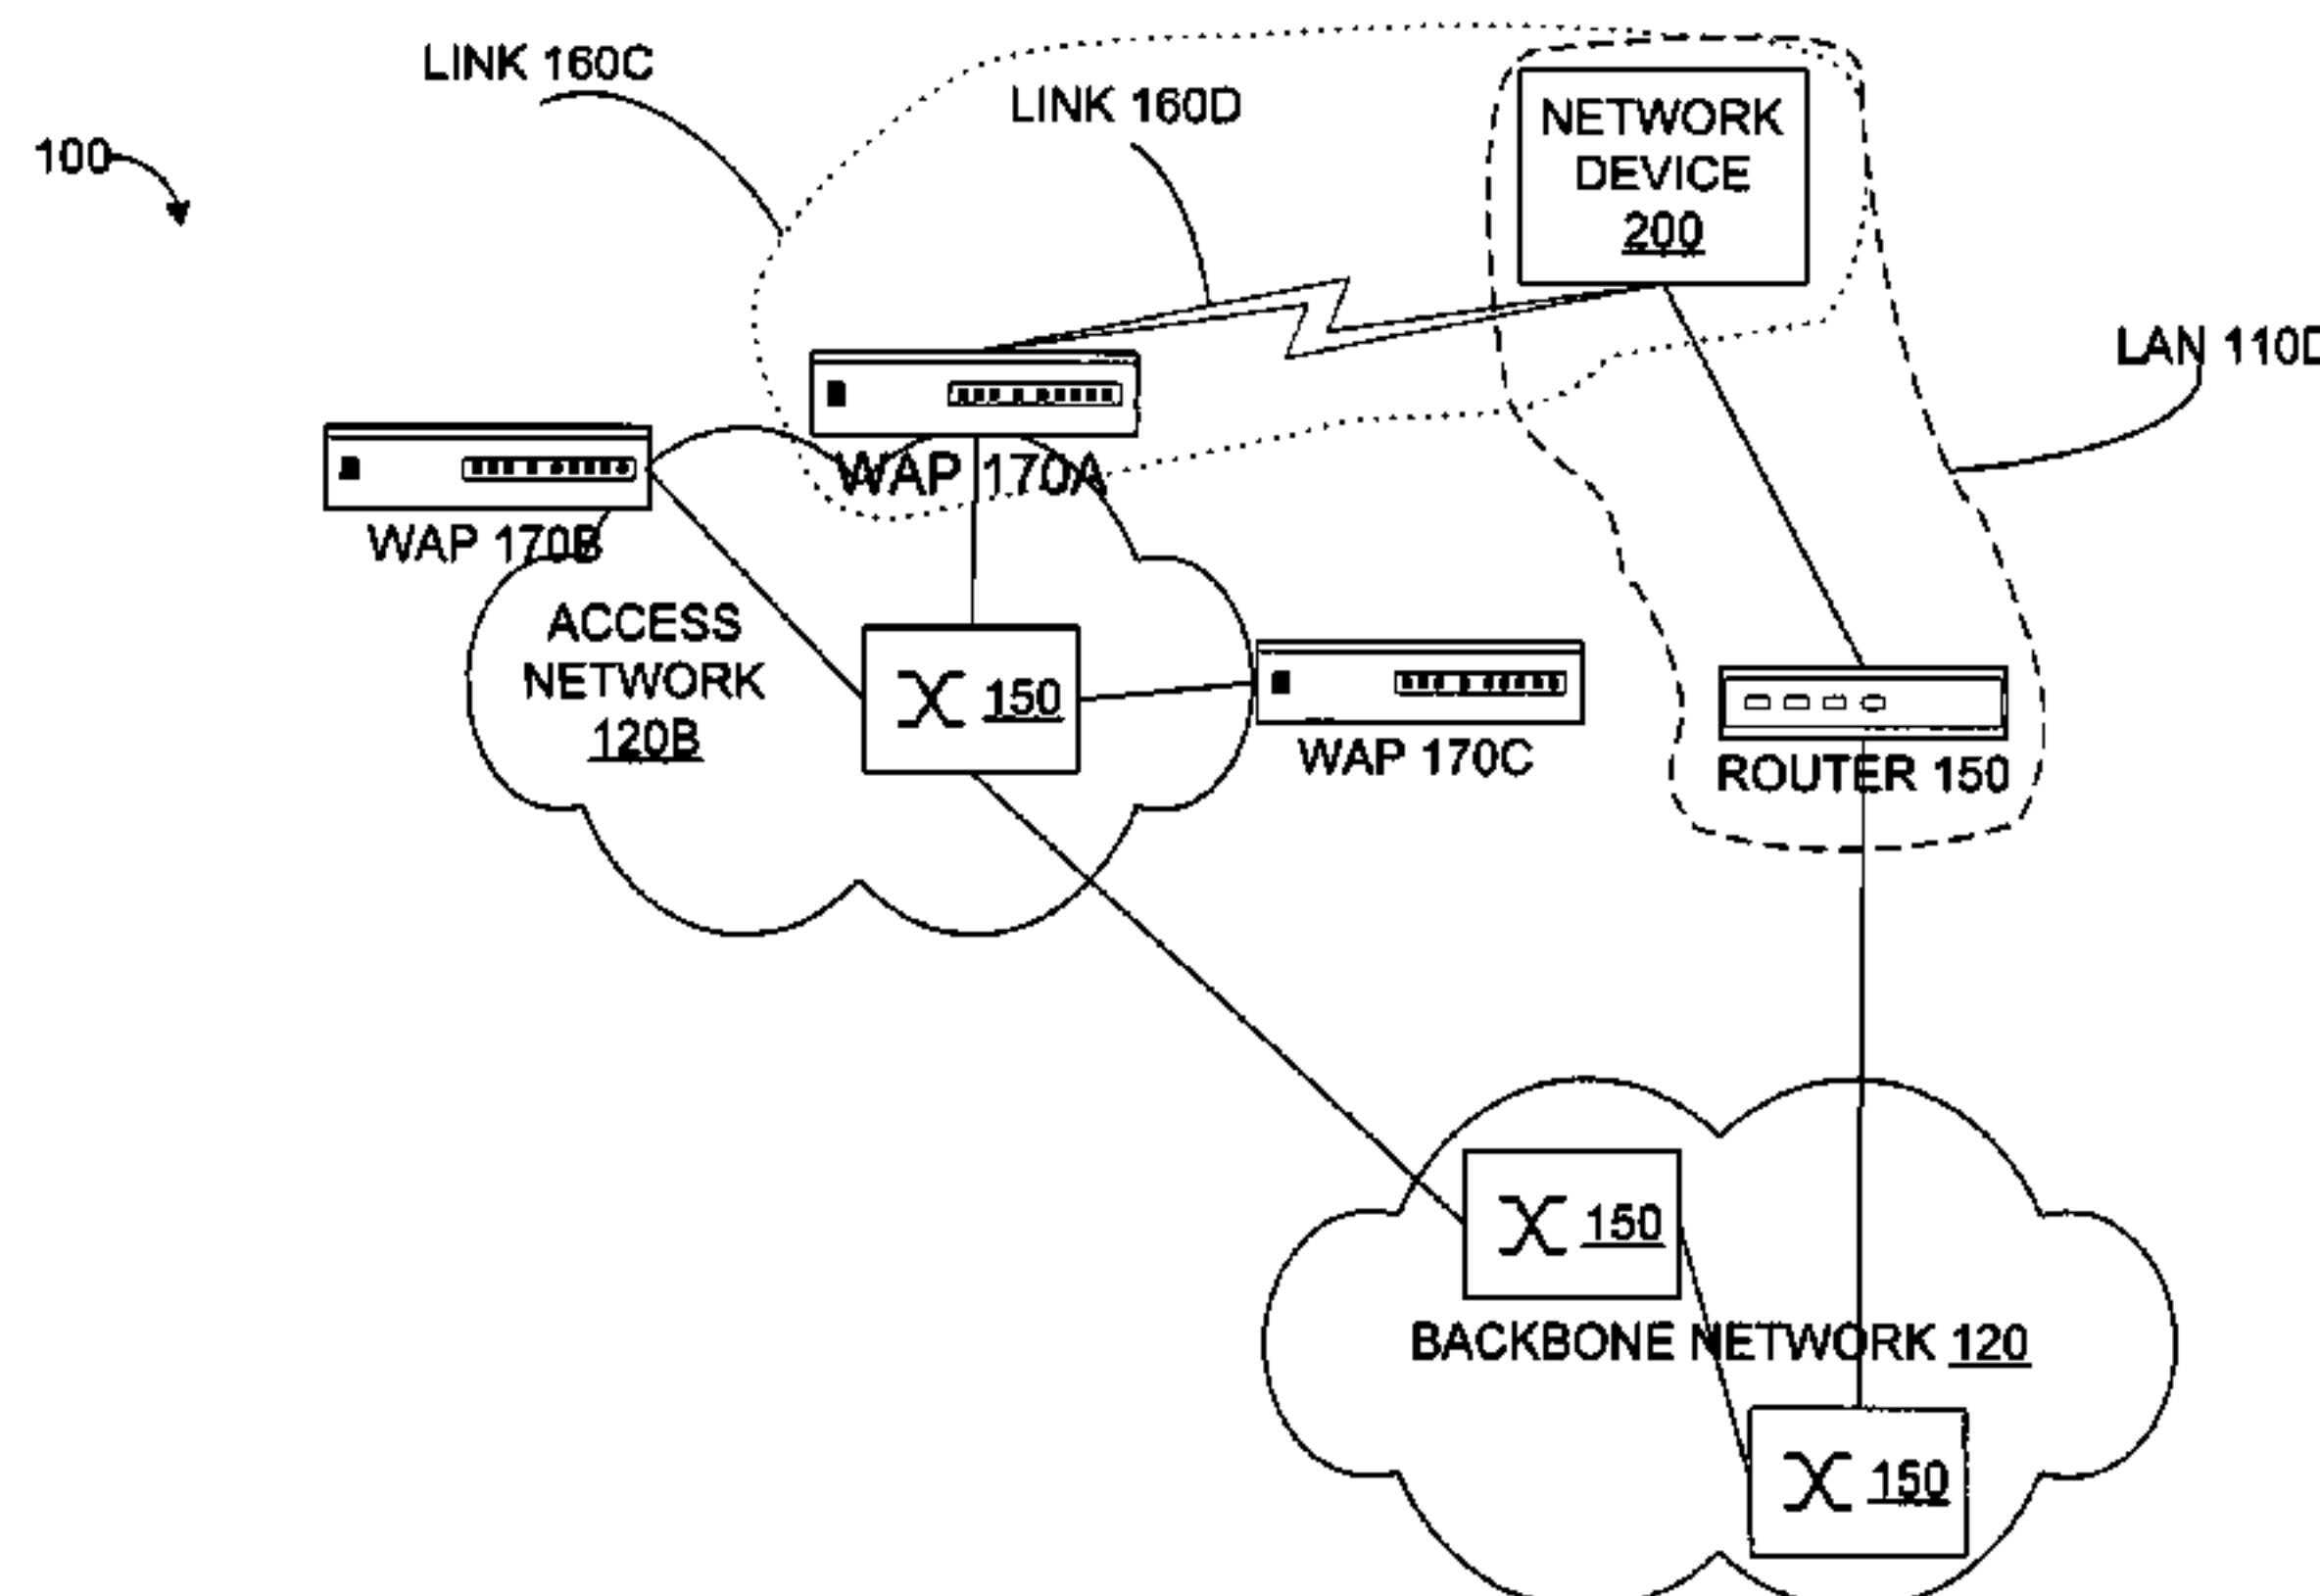 LINK 160C
LINK 160D
100
NETWORK
DEVICE
200
LAN 110D
WAP 170A
WAP 170B
ACCESS
NETWORK
120B
150
WAP 170C
ROUTER 150
150
BACKBONE NETWORK 120
150